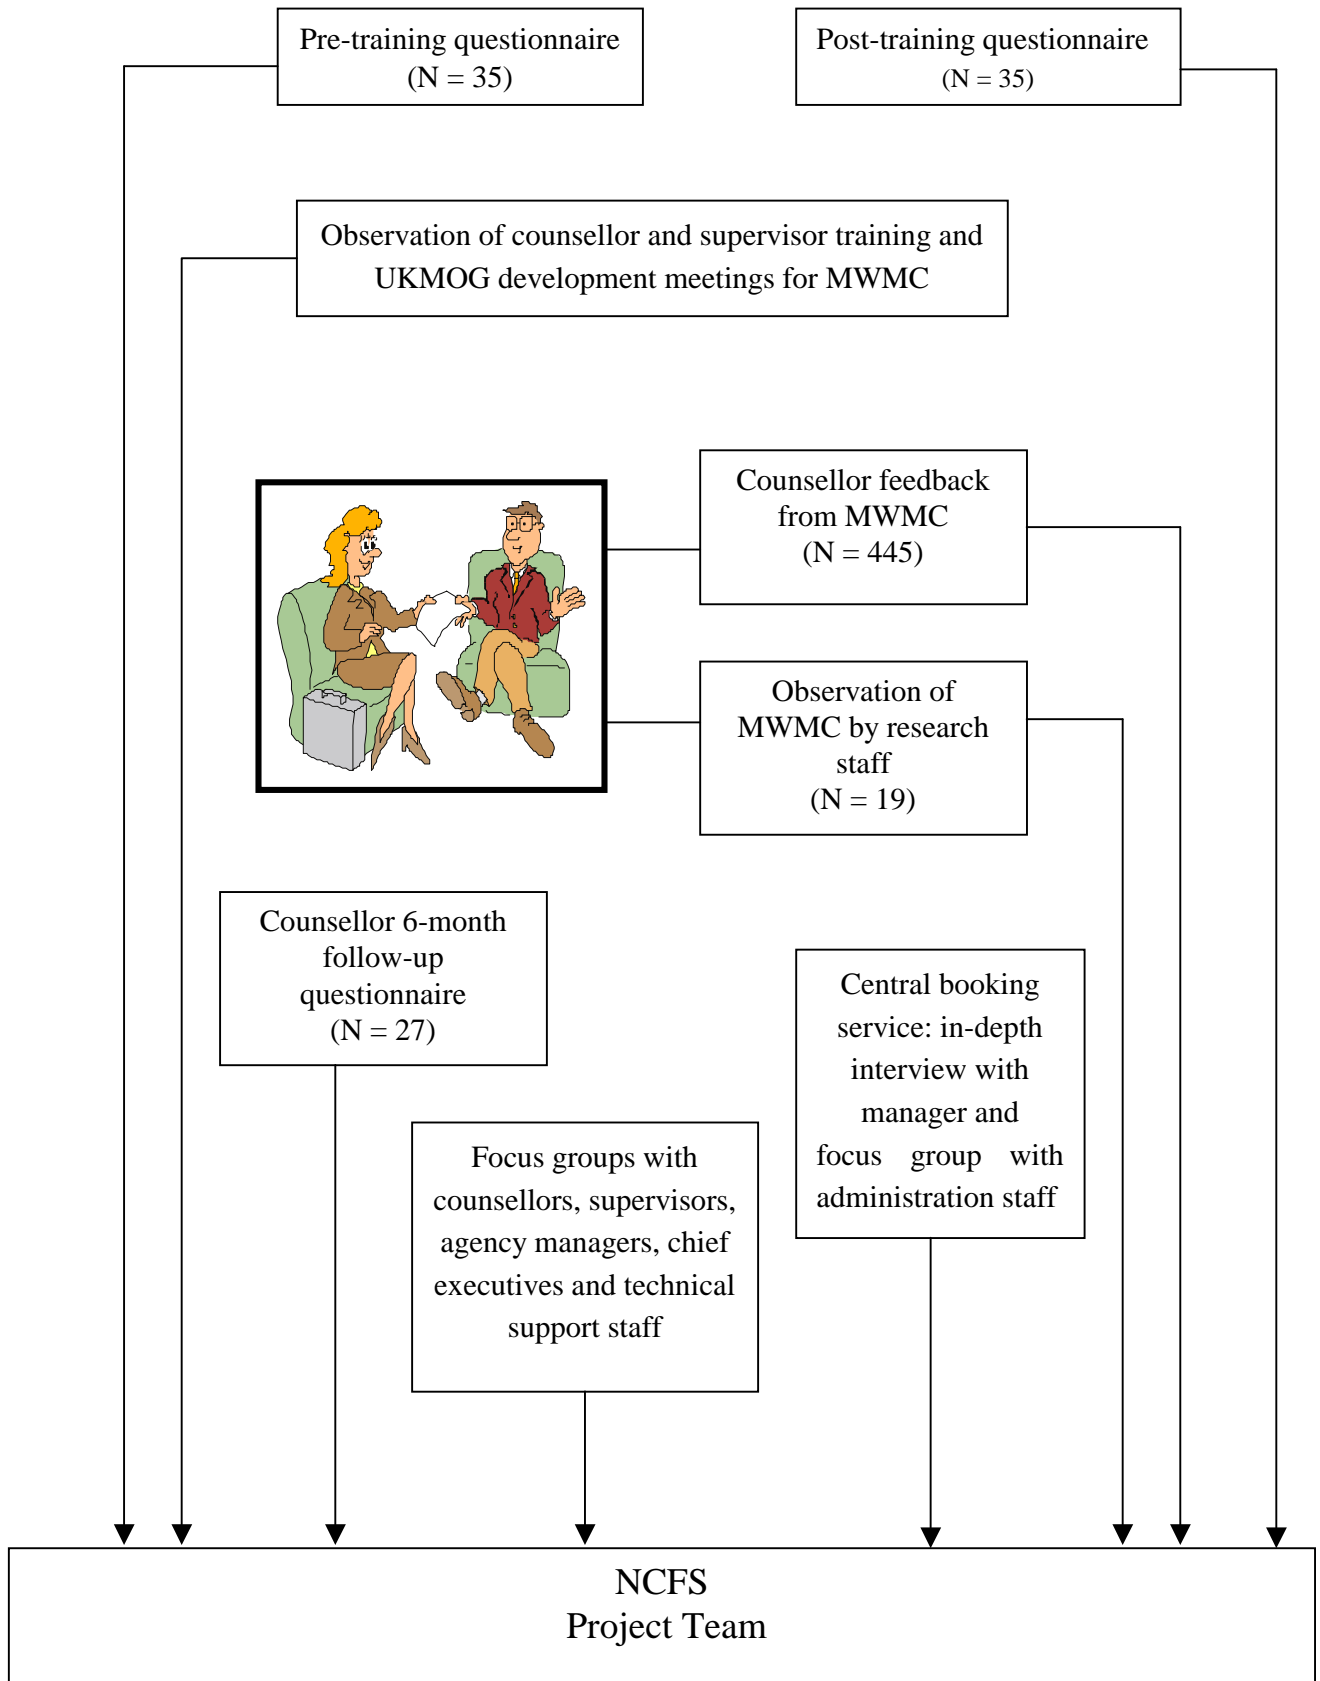 Pre-training questionnaire
(N = 35)
Post-training questionnaire
(N = 35)
Observation of counsellor and supervisor training and
UKMOG development meetings for MWMC
Counsellor feedback
from MWMC
(N = 445)
Observation of
MWMC by research
staff
(N = 19)
Counsellor 6-month
follow-up
questionnaire
(N = 27)
Central booking
service: in-depth
interview with
manager and
focus group with
administration staff
Focus groups with
counsellors, supervisors,
agency managers, chief
executives and technical
support staff
NCFS
Project Team